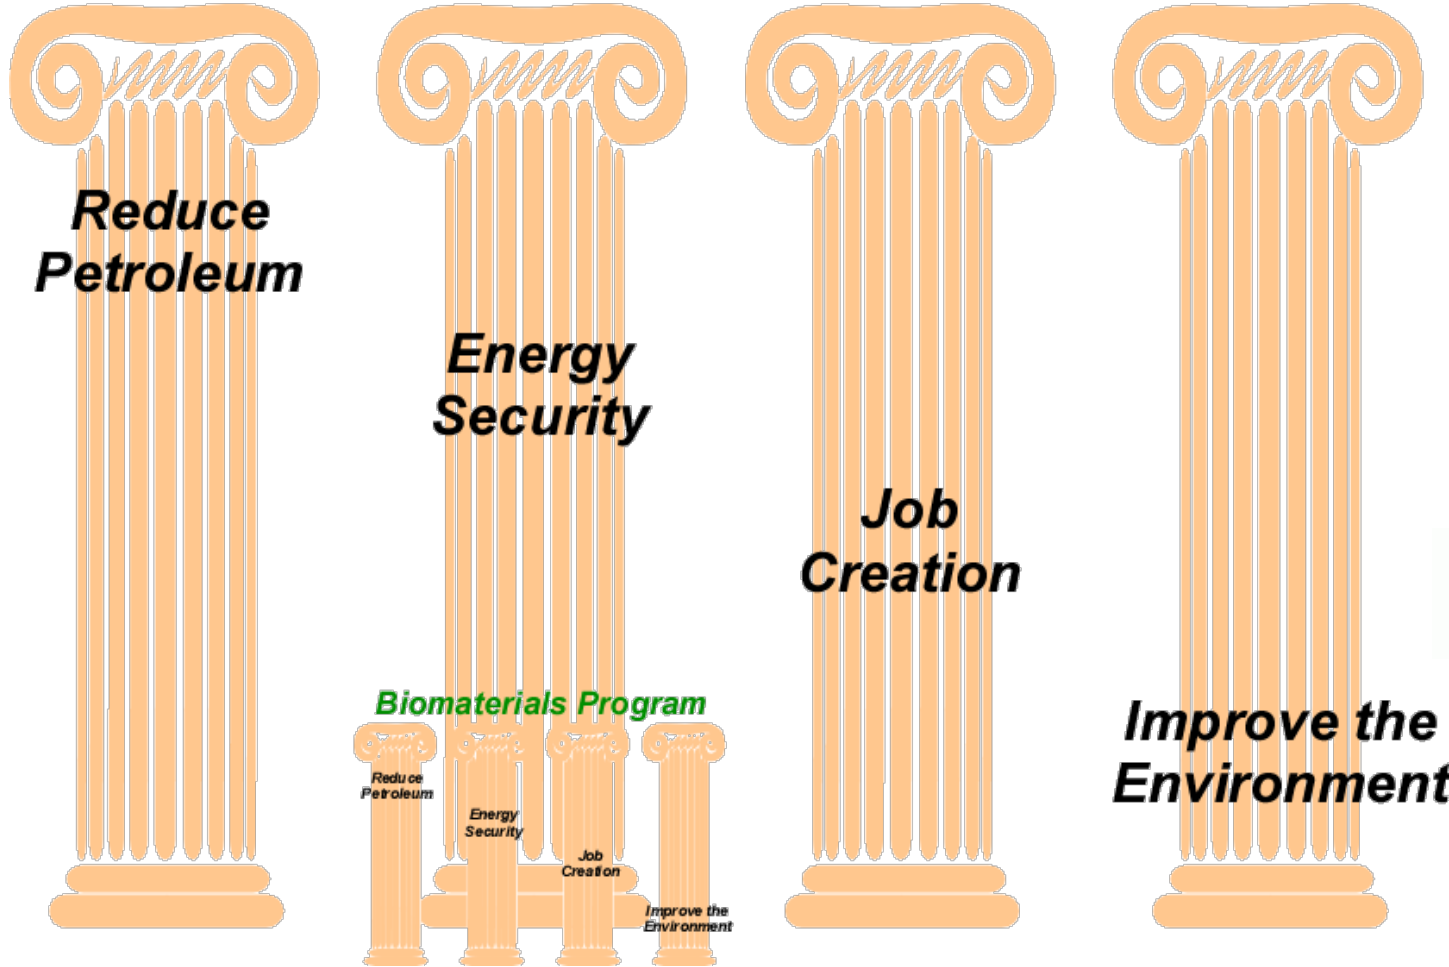 Reduce
Petroleum
Energy
Security
Job
Creation
Improve the
Environment
Biomaterials Program
Reduce
Petroleum
Energy
Security
Job
Creation
Improve the
Environment